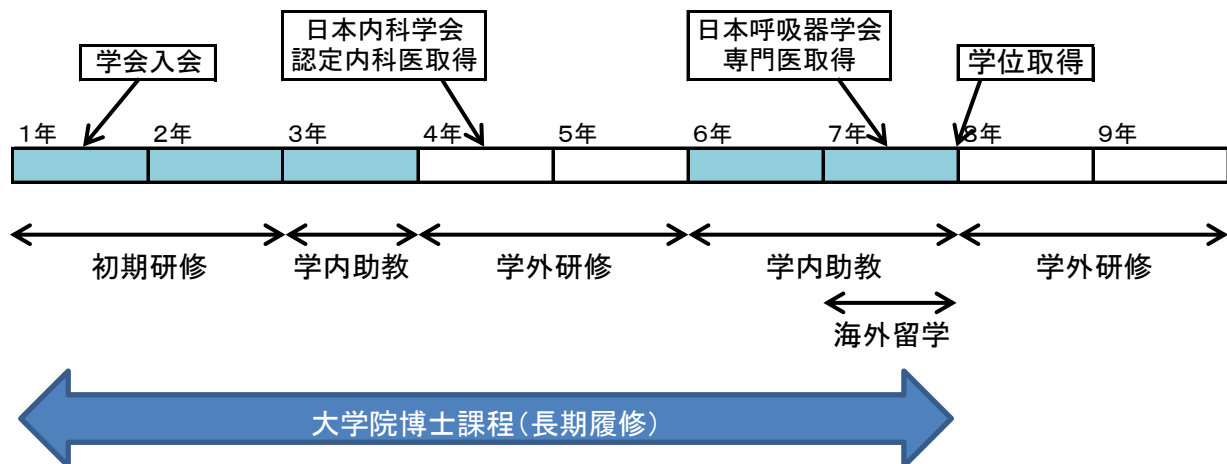 学会入会
日本内科学会
認定内科医取得
日本呼吸器学会
専門医取得
学位取得
1年
2年
3年
4年
5年
6年
7年
8年
9年
初期研修
学内助教
学外研修
学内助教
学外研修
海外留学
大学院博士課程(長期履修)